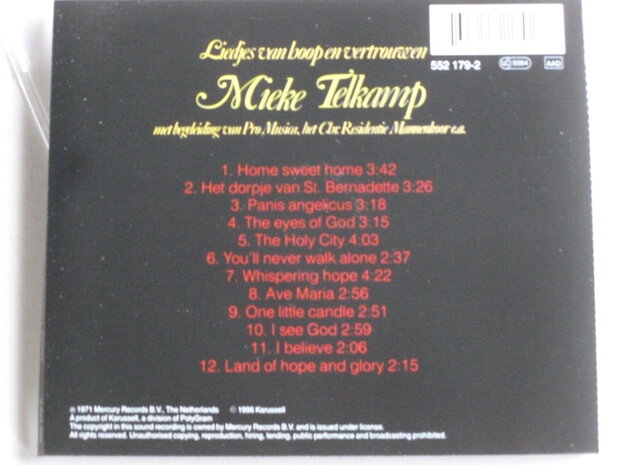 Liedjes van hoop en vertrouwen
552 179-2 LC 5064 AAD
Mieke Telkamp
met begeleiding van Pro Musica, het Chr. Residentie Mannenkoor e.a.
1. Home sweet home 3:42
2. Het dorpje van St. Bernadette 3:26
3. Panis angelicus 3:18
4. The eyes of God 3:15
5. The Holy City 4:03
6. You'll never walk alone 2:37
7. Whispering hope 4:22
8. Ave Maria 2:56
9. One little candle 2:51
10. I see God 2:59
11. I believe 2:06
12. Land of hope and glory 2:15
℗ 1971 Mercury Records B.V., The Netherlands © 1996 Karussell
A product of Karussell, a division of PolyGram
The copyright in this sound recording is owned by Mercury Records B.V. and is issued under license.
All rights reserved. Unauthorised copying, reproduction, hiring, lending, public performance and broadcasting prohibited.